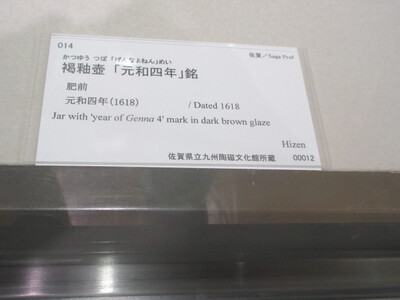 014
佐賀／Saga Pref
かつゆう つぼ「げんなよねん」めい
褐釉壺 「元和四年」銘
肥前
元和四年（1618） / Dated 1618
Jar with 'year of Genna 4' mark in dark brown glaze
Hizen
佐賀県立九州陶磁文化館所蔵 00012